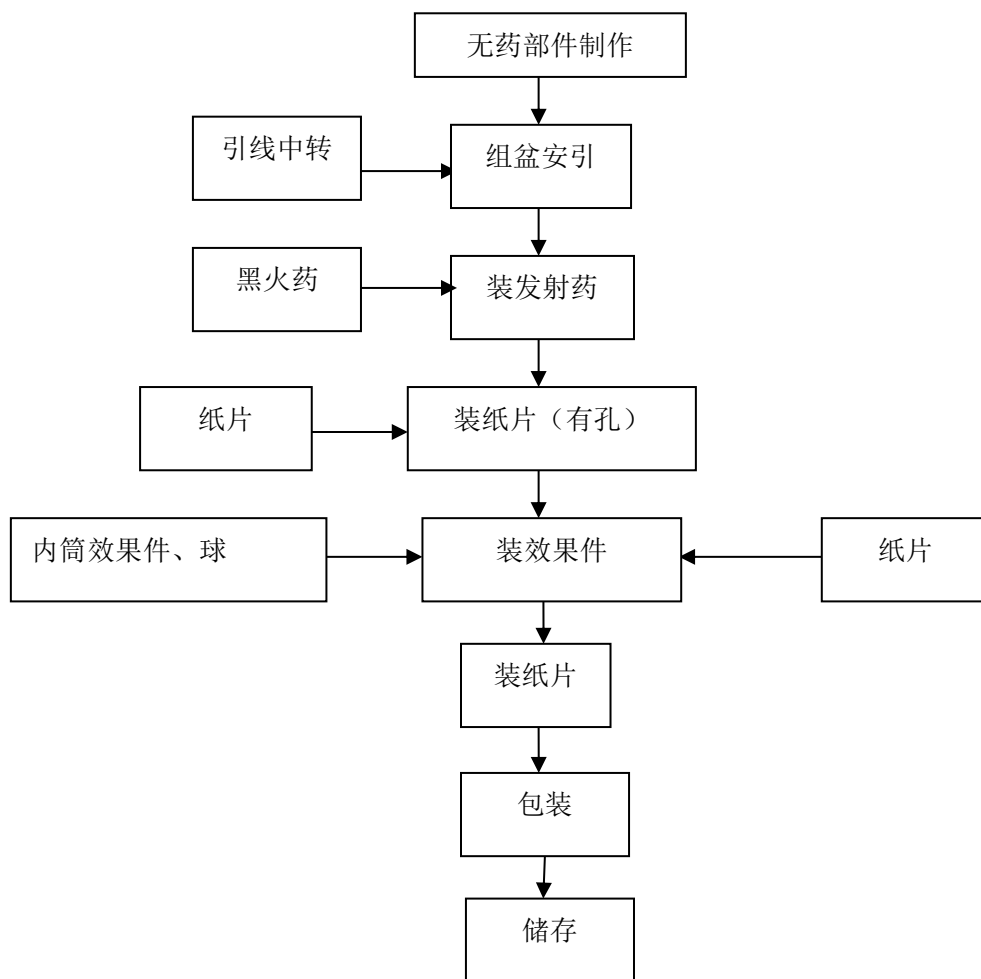 无药部件制作
引线中转
组盆安引
黑火药
装发射药
纸片
装纸片（有孔）
内筒效果件、球
装效果件
纸片
装纸片
包装
储存